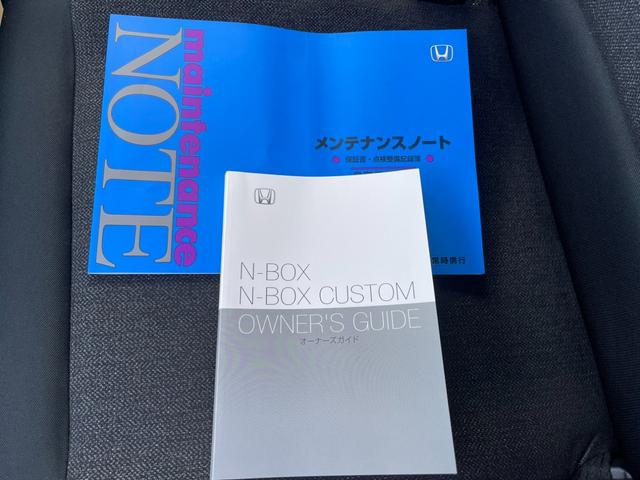 maintenance
NOTE
メンテナンスノート
保証書・点検整備記録簿
常時携行
N-BOX
N-BOX CUSTOM
OWNER'S GUIDE
オーナーズガイド